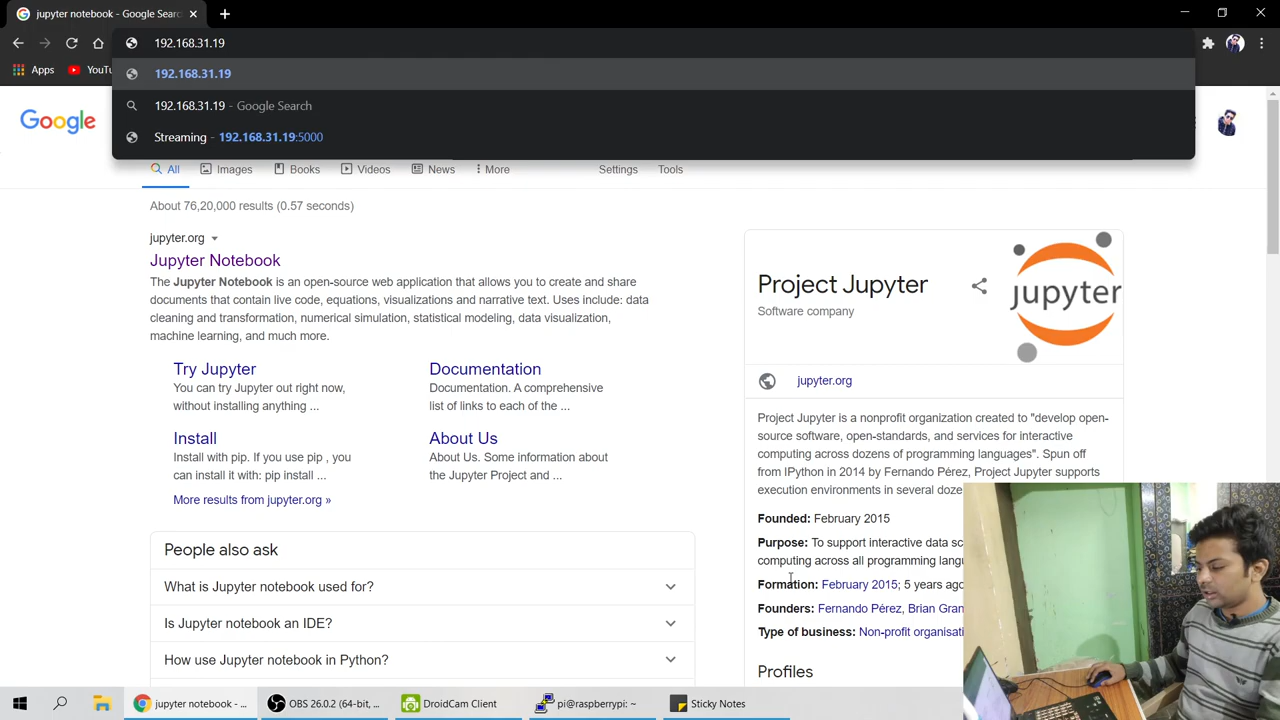 jupyter notebook - Google Searc
192.168.31.19
Apps
YouTu
192.168.31.19
192.168.31.19 - Google Search
Streaming - 192.168.31.19:5000
Google
All
Images
Books
Videos
News
More
Settings
Tools
About 76,20,000 results (0.57 seconds)
jupyter.org
Jupyter Notebook
The Jupyter Notebook is an open-source web application that allows you to create and share
documents that contain live code, equations, visualizations and narrative text. Uses include: data
cleaning and transformation, numerical simulation, statistical modeling, data visualization,
machine learning, and much more.
Try Jupyter
You can try Jupyter out right now,
without installing anything ...
Documentation
Documentation. A comprehensive
list of links to each of the ...
Install
Install with pip. If you use pip , you
can install it with: pip install ...
About Us
About Us. Some information about
the Jupyter Project and ...
More results from jupyter.org »
People also ask
What is Jupyter notebook used for?
Is Jupyter notebook an IDE?
How use Jupyter notebook in Python?
Project Jupyter
Software company
jupyter
jupyter.org
Project Jupyter is a nonprofit organization created to "develop open-
source software, open-standards, and services for interactive
computing across dozens of programming languages". Spun off
from IPython in 2014 by Fernando Pérez, Project Jupyter supports
execution environments in several doze
Founded: February 2015
Purpose: To support interactive data sc
computing across all programming langu
Formation: February 2015; 5 years ago
Founders: Fernando Pérez, Brian Gran
Type of business: Non-profit organisati
Profiles
jupyter notebook - ...
OBS 26.0.2 (64-bit, ...
DroidCam Client
pi@raspberrypi: ~
Sticky Notes